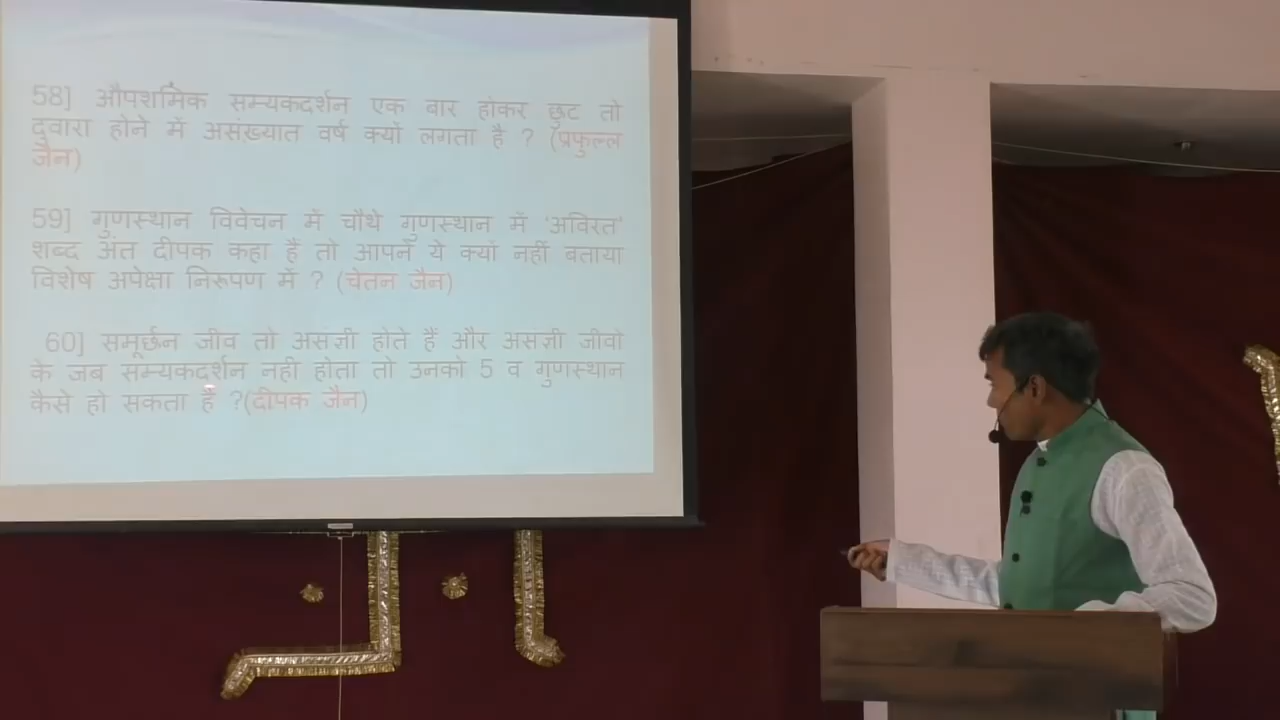 58] औपशमिक सम्यकदर्शन एक बार होकर छुट तो
दुवारा होने में असंख्यात वर्ष क्यों लगता है ? (प्रफुल्ल
जैन)
59] गुणस्थान विवेचन में चौथे गुणस्थान में 'अविरत'
शब्द अंत दीपक कहा हैं तो आपने ये क्यों नहीं बताया
विशेष अपेक्षा निरूपण में ? (चेतन जैन)
60] समूर्छन जीव तो असंज्ञी होते हैं और असंज्ञी जीवो
के जब सम्यकदर्शन नही होता तो उनको 5 व गुणस्थान
कैसे हो सकता हैं ?(दीपक जैन)